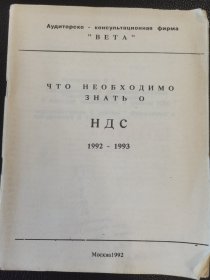 Аудиторско - консультационная фирма
"ВЕТА"
ЧТО НЕОБХОДИМО
ЗНАТЬ О
НДС
1992 - 1993
Москва1992